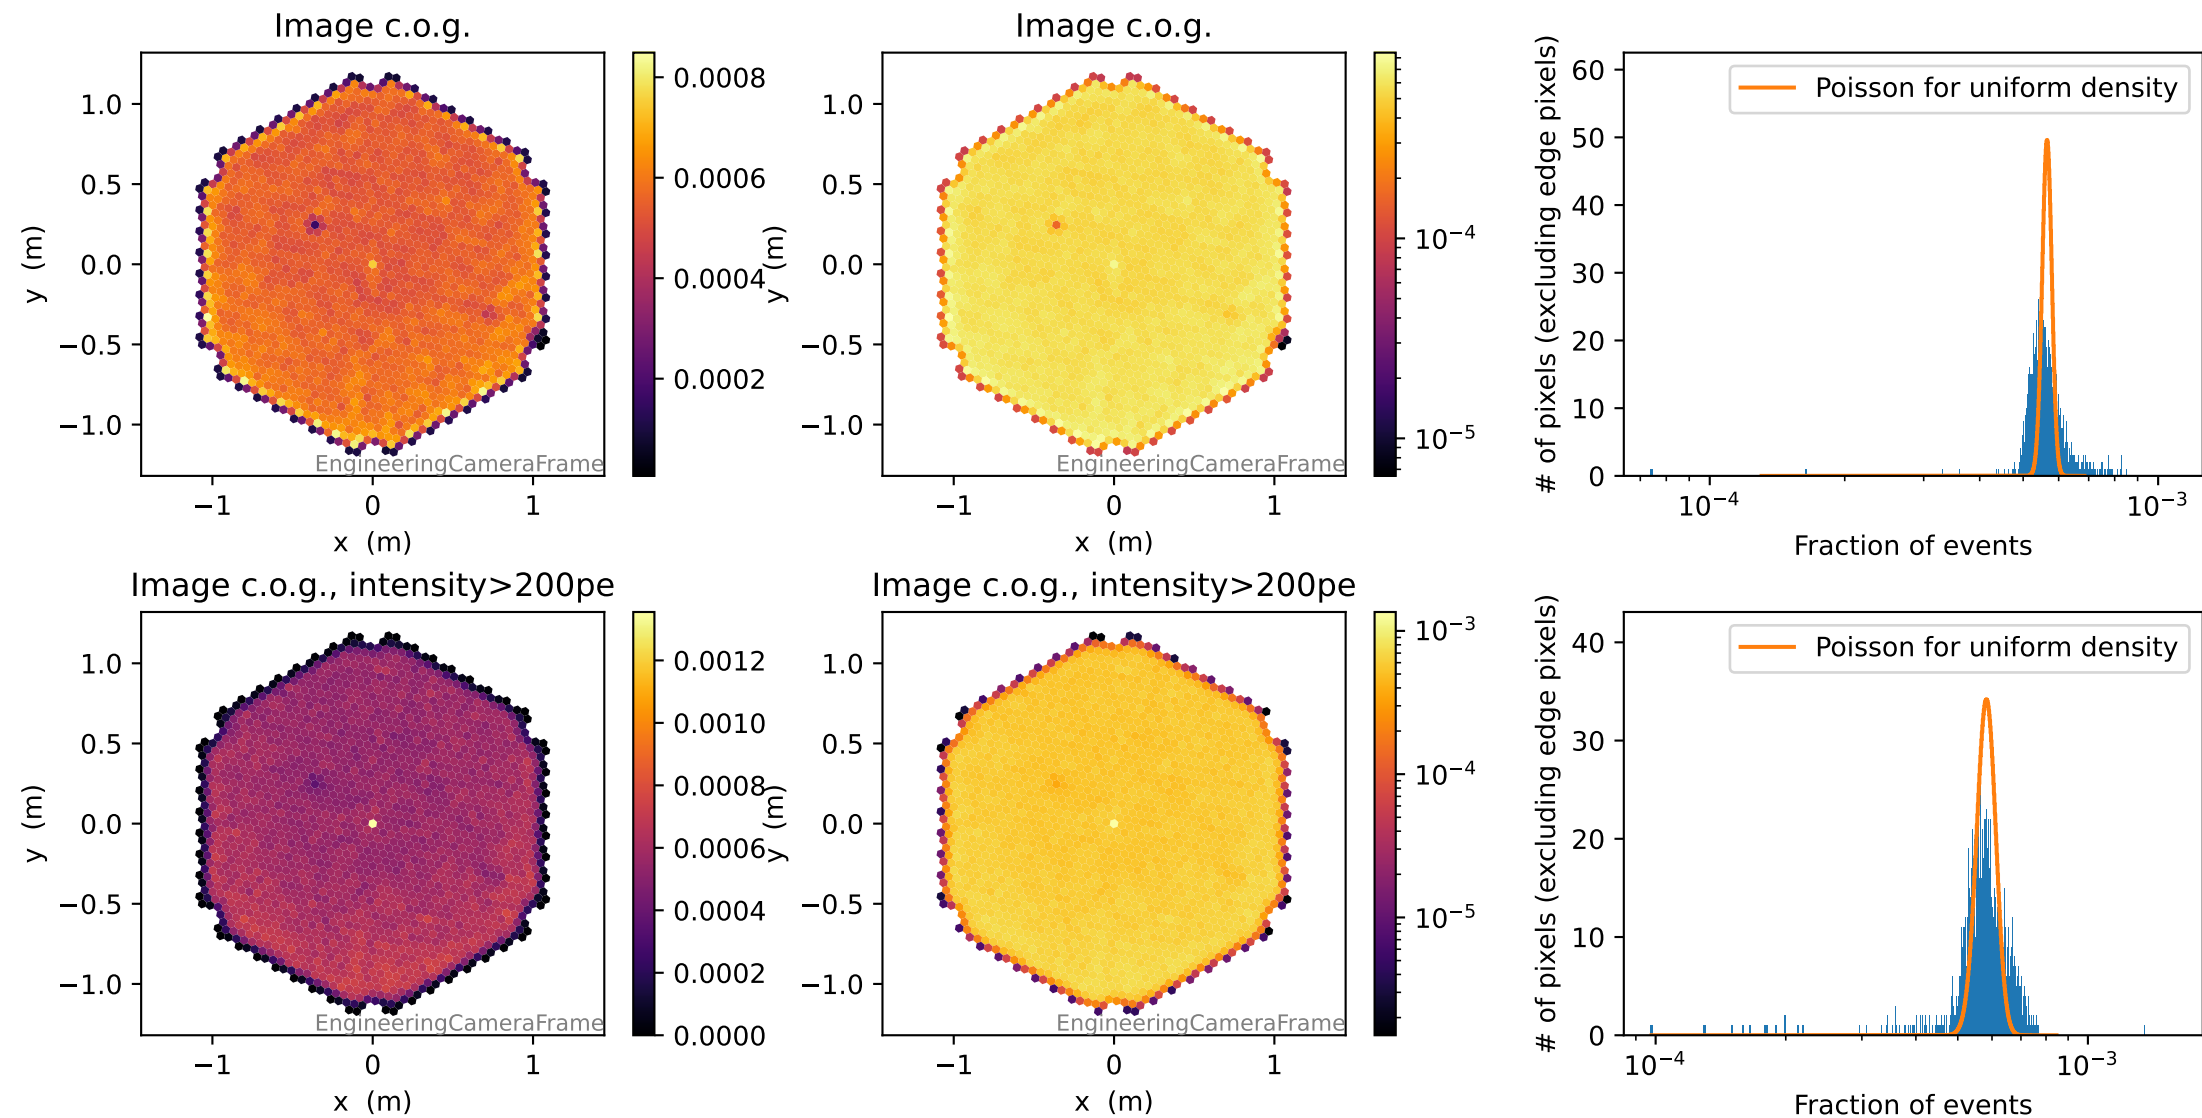 Image c.o.g.
1.0
0.5
0.0
−0.5
−1.0
y (m)
−1
0
1
x (m)
EngineeringCameraFrame
0.0008
0.0006
0.0004
0.0002
Image c.o.g.
1.0
0.5
0.0
−0.5
−1.0
y (m)
−1
0
1
x (m)
EngineeringCameraFrame
10⁻⁴
10⁻⁵
# of pixels (excluding edge pixels)
60
50
40
30
20
10
0
Poisson for uniform density
10⁻⁴
10⁻³
Fraction of events
Image c.o.g., intensity>200pe
1.0
0.5
0.0
−0.5
−1.0
y (m)
−1
0
1
x (m)
EngineeringCameraFrame
0.0012
0.0010
0.0008
0.0006
0.0004
0.0002
0.0000
Image c.o.g., intensity>200pe
1.0
0.5
0.0
−0.5
−1.0
y (m)
−1
0
1
x (m)
EngineeringCameraFrame
10⁻³
10⁻⁴
10⁻⁵
# of pixels (excluding edge pixels)
40
30
20
10
0
Poisson for uniform density
10⁻⁴
10⁻³
Fraction of events